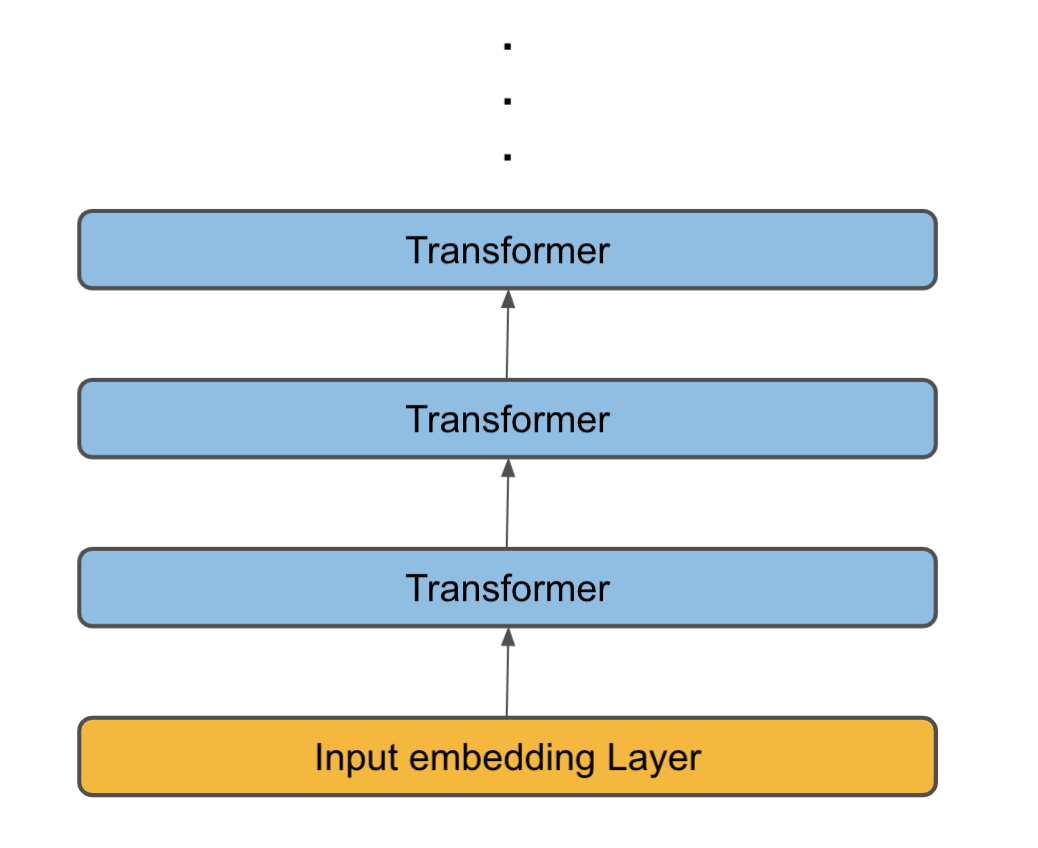 .
.
.
Transformer
Transformer
Transformer
Input embedding Layer